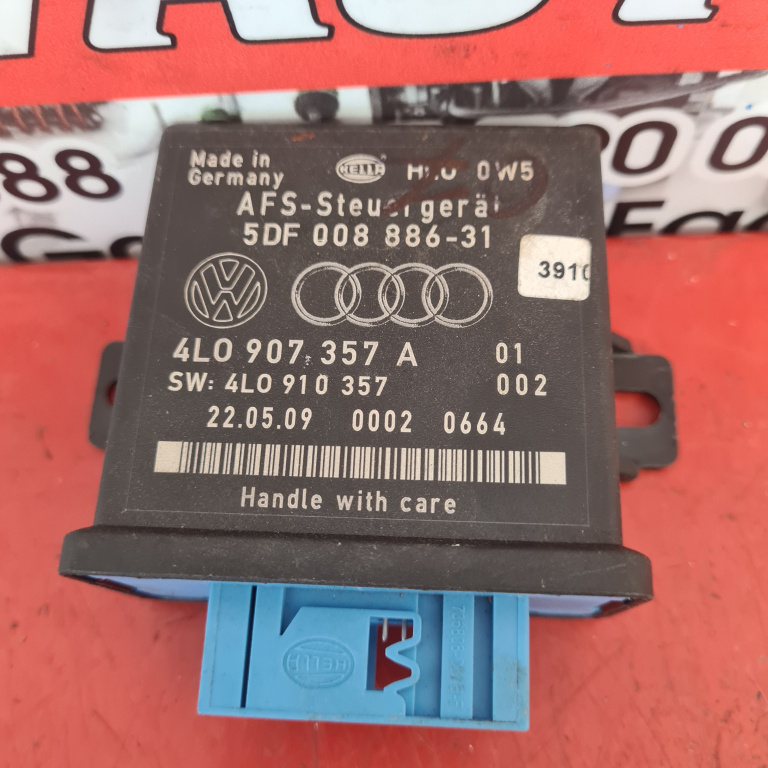 Made in
Germany
HELLA
0W5
AFS-Steuergerät
5DF 008 886-31
3910
4L0 907 357 A 01
SW: 4L0 910 357 002
22.05.09 0002 0664
Handle with care
HELLA